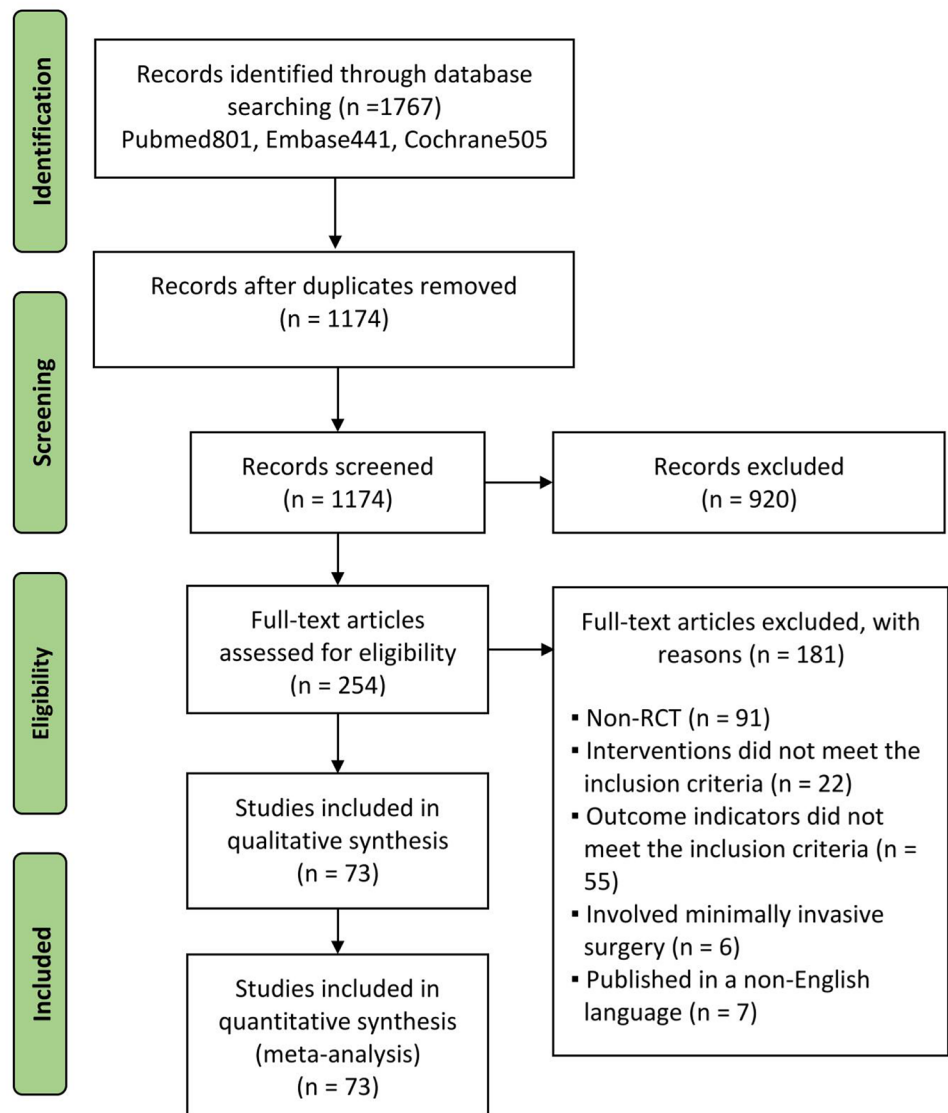 Identification
Records identified through database
searching (n =1767)
Pubmed801, Embase441, Cochrane505
Records after duplicates removed
(n = 1174)
Screening
Records screened
(n = 1174)
Records excluded
(n = 920)
Eligibility
Full-text articles
assessed for eligibility
(n = 254)
Full-text articles excluded, with
reasons (n = 181)
▪ Non-RCT (n = 91)
▪ Interventions did not meet the
inclusion criteria (n = 22)
▪ Outcome indicators did not
meet the inclusion criteria (n =
55)
▪ Involved minimally invasive
surgery (n = 6)
▪ Published in a non-English
language (n = 7)
Studies included in
qualitative synthesis
(n = 73)
Included
Studies included in
quantitative synthesis
(meta-analysis)
(n = 73)